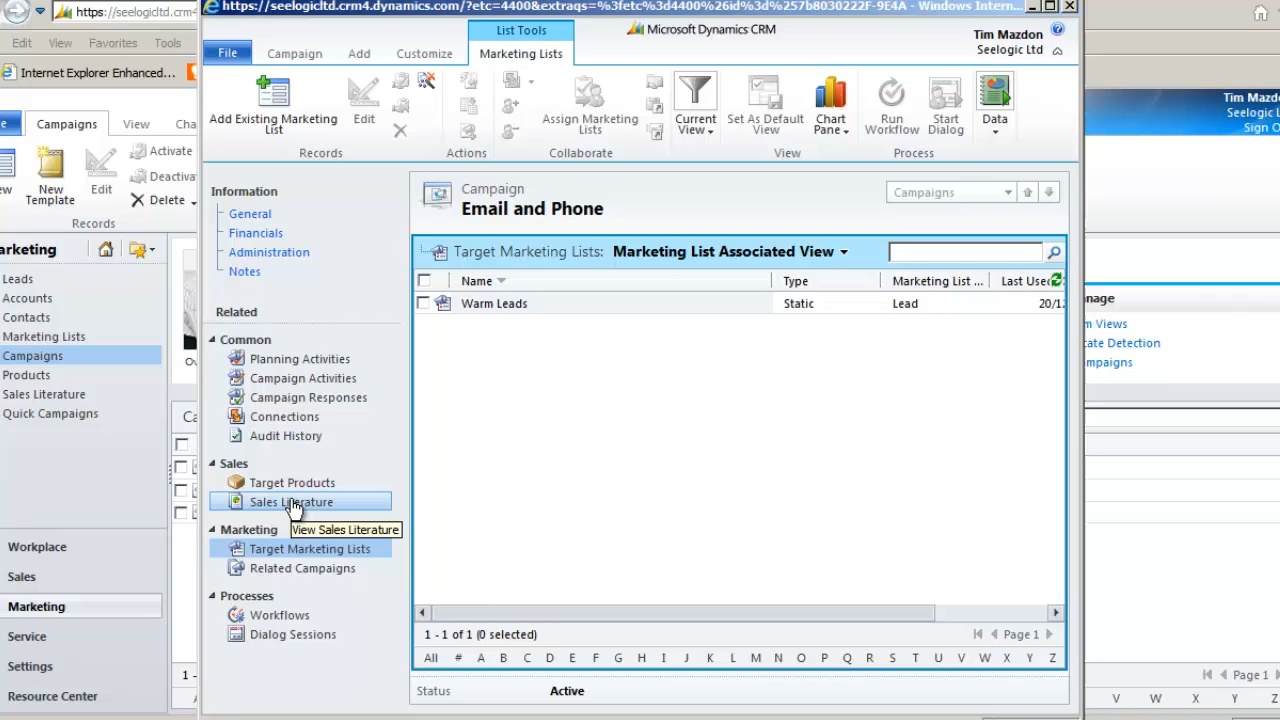 https://seelogicltd.crm4.dynamics.com/?etc=4400&extraqs=%3fetc%3d4400%26id%3d%257b8030222F-9E4A - Windows Intern...
https://seelogicltd.crm4
Edit View Favorites Tools
Internet Explorer Enhanced...
Campaigns View Cha
New Template
Edit
Activate
Deactiva
Delete
Records
arketing
Leads
Accounts
Contacts
Marketing Lists
Campaigns
Products
Sales Literature
Quick Campaigns
Workplace
Sales
Marketing
Service
Settings
Resource Center
List Tools
Microsoft Dynamics CRM
Tim Mazdon
Seelogic Ltd
File Campaign Add Customize Marketing Lists
Add Existing Marketing List
Edit
Records
Actions
Assign Marketing Lists
Collaborate
Current View
Set As Default View
Chart Pane
View
Run Workflow
Start Dialog
Process
Data
Information
General
Financials
Administration
Notes
Related
Common
Planning Activities
Campaign Activities
Campaign Responses
Connections
Audit History
Sales
Target Products
Sales Literature
View Sales Literature
Marketing
Target Marketing Lists
Related Campaigns
Processes
Workflows
Dialog Sessions
Campaign
Email and Phone
Campaigns
Target Marketing Lists: Marketing List Associated View
Name Type Marketing List ... Last Use
Warm Leads Static Lead 20/1
1 - 1 of 1 (0 selected)
Page 1
All # A B C D E F G H I J K L M N O P Q R S T U V W X Y Z
Status Active
Tim Mazdon
Seelogic L
Sign O
nage
m Views
cate Detection
mpaigns
Ca
1 -
Page 1
V W X Y Z